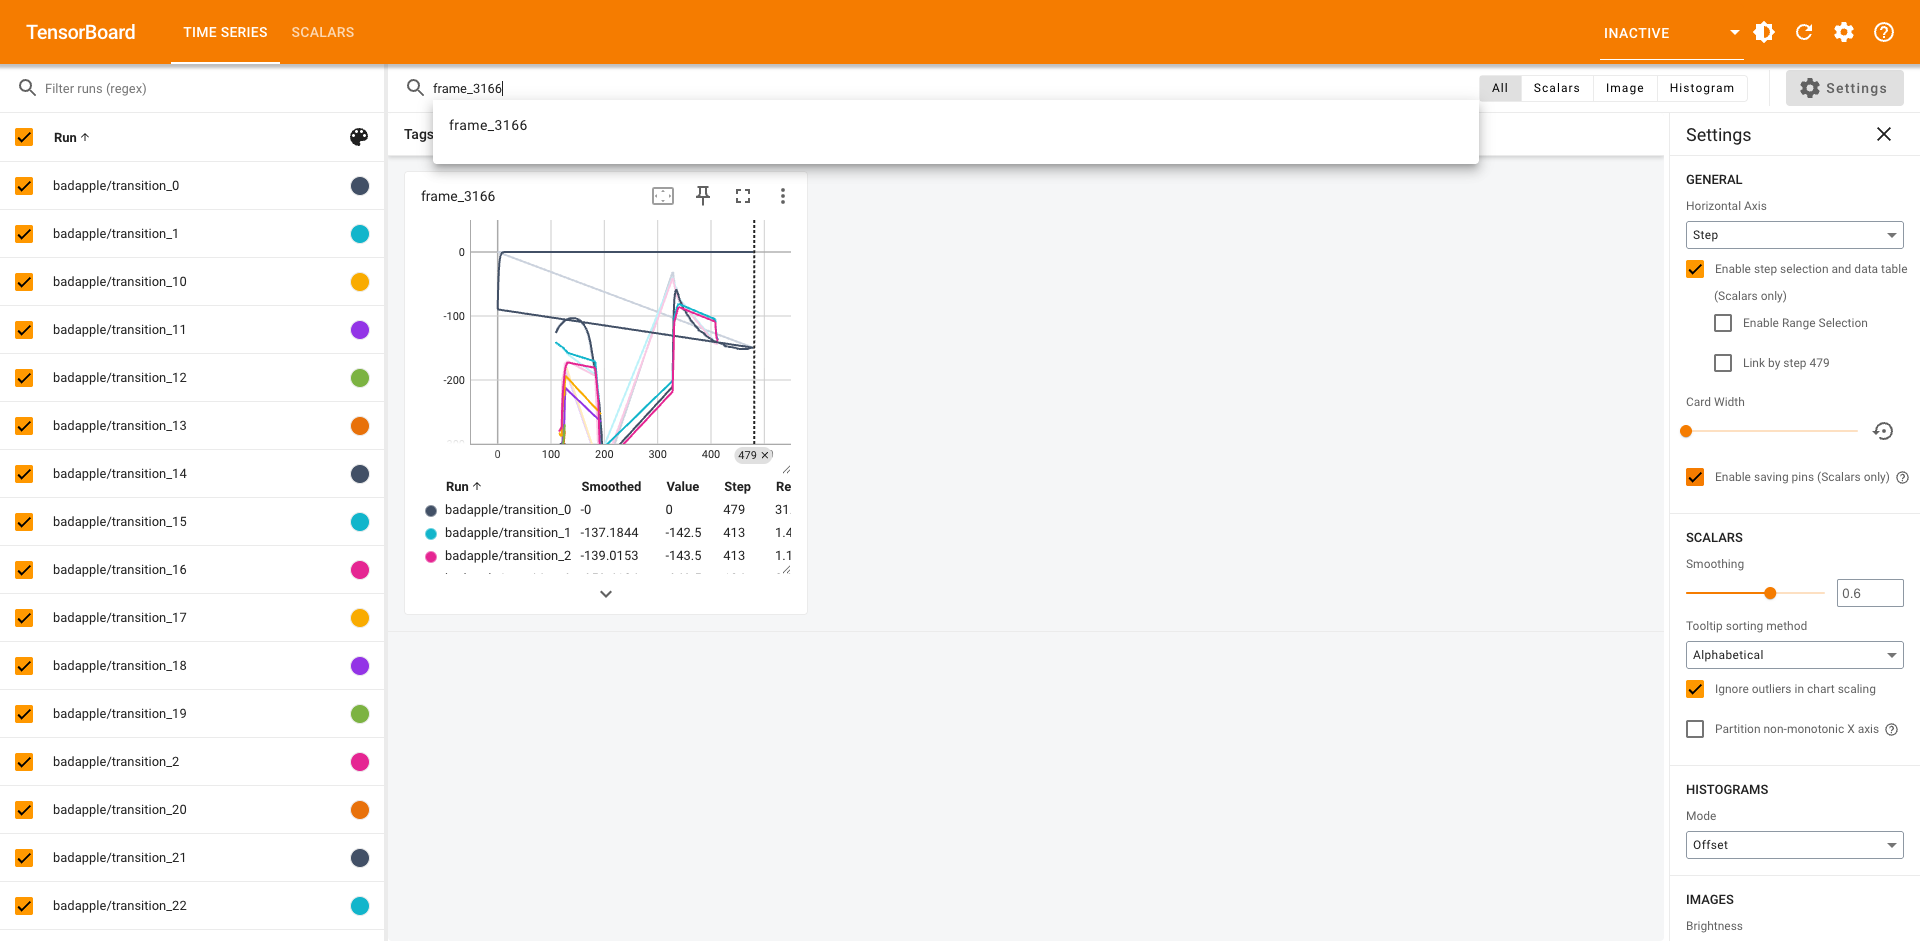 TensorBoard TIME SERIES SCALARS INACTIVE
Filter runs (regex)
Run
badapple/transition_0
badapple/transition_1
badapple/transition_10
badapple/transition_11
badapple/transition_12
badapple/transition_13
badapple/transition_14
badapple/transition_15
badapple/transition_16
badapple/transition_17
badapple/transition_18
badapple/transition_19
badapple/transition_2
badapple/transition_20
badapple/transition_21
badapple/transition_22
frame_3166
All Scalars Image Histogram Settings
frame_3166
Tags
frame_3166
0
-100
-200
0 100 200 300 400 479
Run Smoothed Value Step Re
badapple/transition_0 -0 0 479 31.
badapple/transition_1 -137.1844 -142.5 413 1.4
badapple/transition_2 -139.0153 -143.5 413 1.1
Settings
GENERAL
Horizontal Axis
Step
Enable step selection and data table
(Scalars only)
Enable Range Selection
Link by step 479
Card Width
Enable saving pins (Scalars only)
SCALARS
Smoothing
0.6
Tooltip sorting method
Alphabetical
Ignore outliers in chart scaling
Partition non-monotonic X axis
HISTOGRAMS
Mode
Offset
IMAGES
Brightness